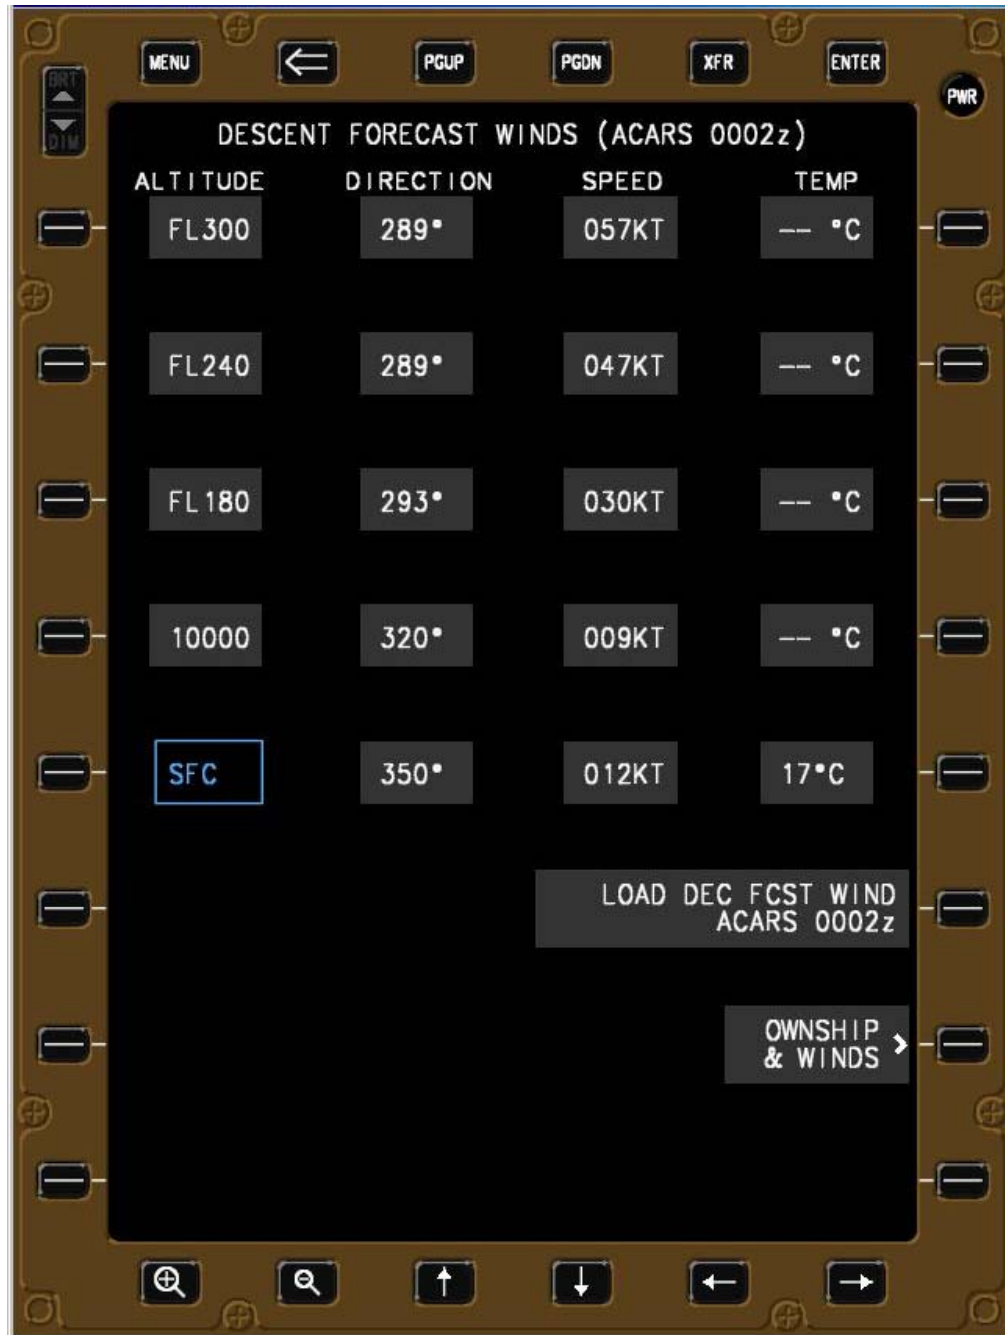 MENU PGUP PGDN XFR ENTER
BRT
DIM
PWR
DESCENT FORECAST WINDS (ACARS 0002z)
ALTITUDE DIRECTION SPEED TEMP
FL300 289° 057KT -- °C
FL240 289° 047KT -- °C
FL180 293° 030KT -- °C
10000 320° 009KT -- °C
SFC 350° 012KT 17°C
LOAD DEC FCST WIND
ACARS 0002z
OWNSHIP
& WINDS >